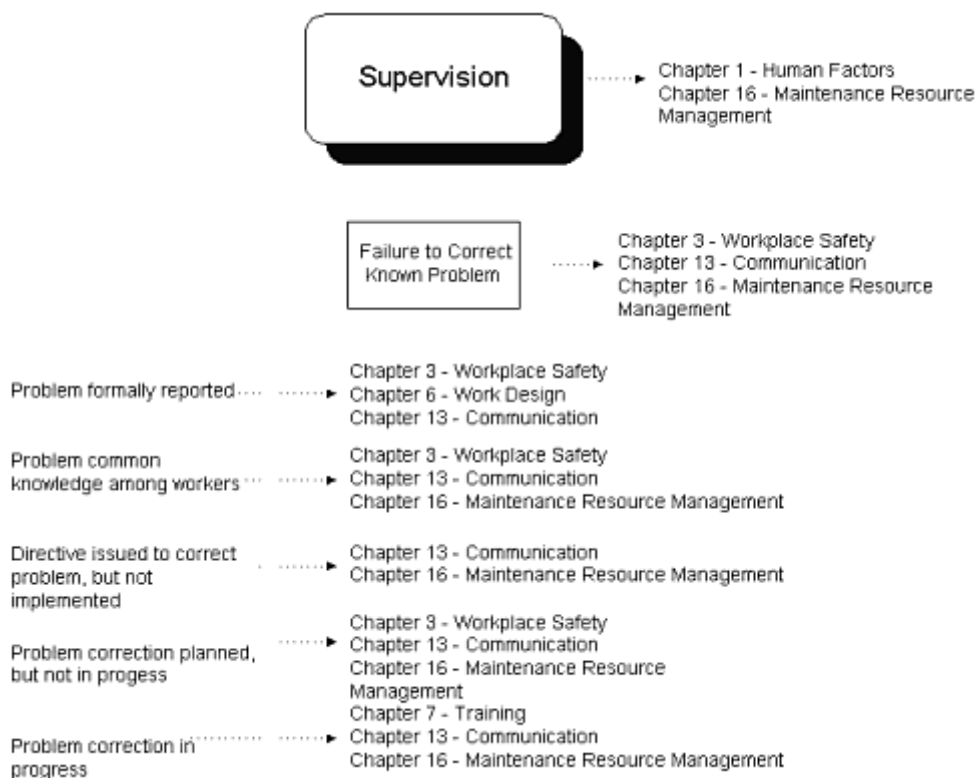 Supervision
Chapter 1 - Human Factors
Chapter 16 - Maintenance Resource
Management
Failure to Correct
Known Problem
Chapter 3 - Workplace Safety
Chapter 13 - Communication
Chapter 16 - Maintenance Resource
Management
Problem formally reported
Chapter 3 - Workplace Safety
Chapter 6 - Work Design
Chapter 13 - Communication
Problem common
knowledge among workers
Chapter 3 - Workplace Safety
Chapter 13 - Communication
Chapter 16 - Maintenance Resource Management
Directive issued to correct
problem, but not
implemented
Chapter 13 - Communication
Chapter 16 - Maintenance Resource Management
Problem correction planned,
but not in progess
Chapter 3 - Workplace Safety
Chapter 13 - Communication
Chapter 16 - Maintenance Resource
Management
Problem correction in
progress
Chapter 7 - Training
Chapter 13 - Communication
Chapter 16 - Maintenance Resource Management